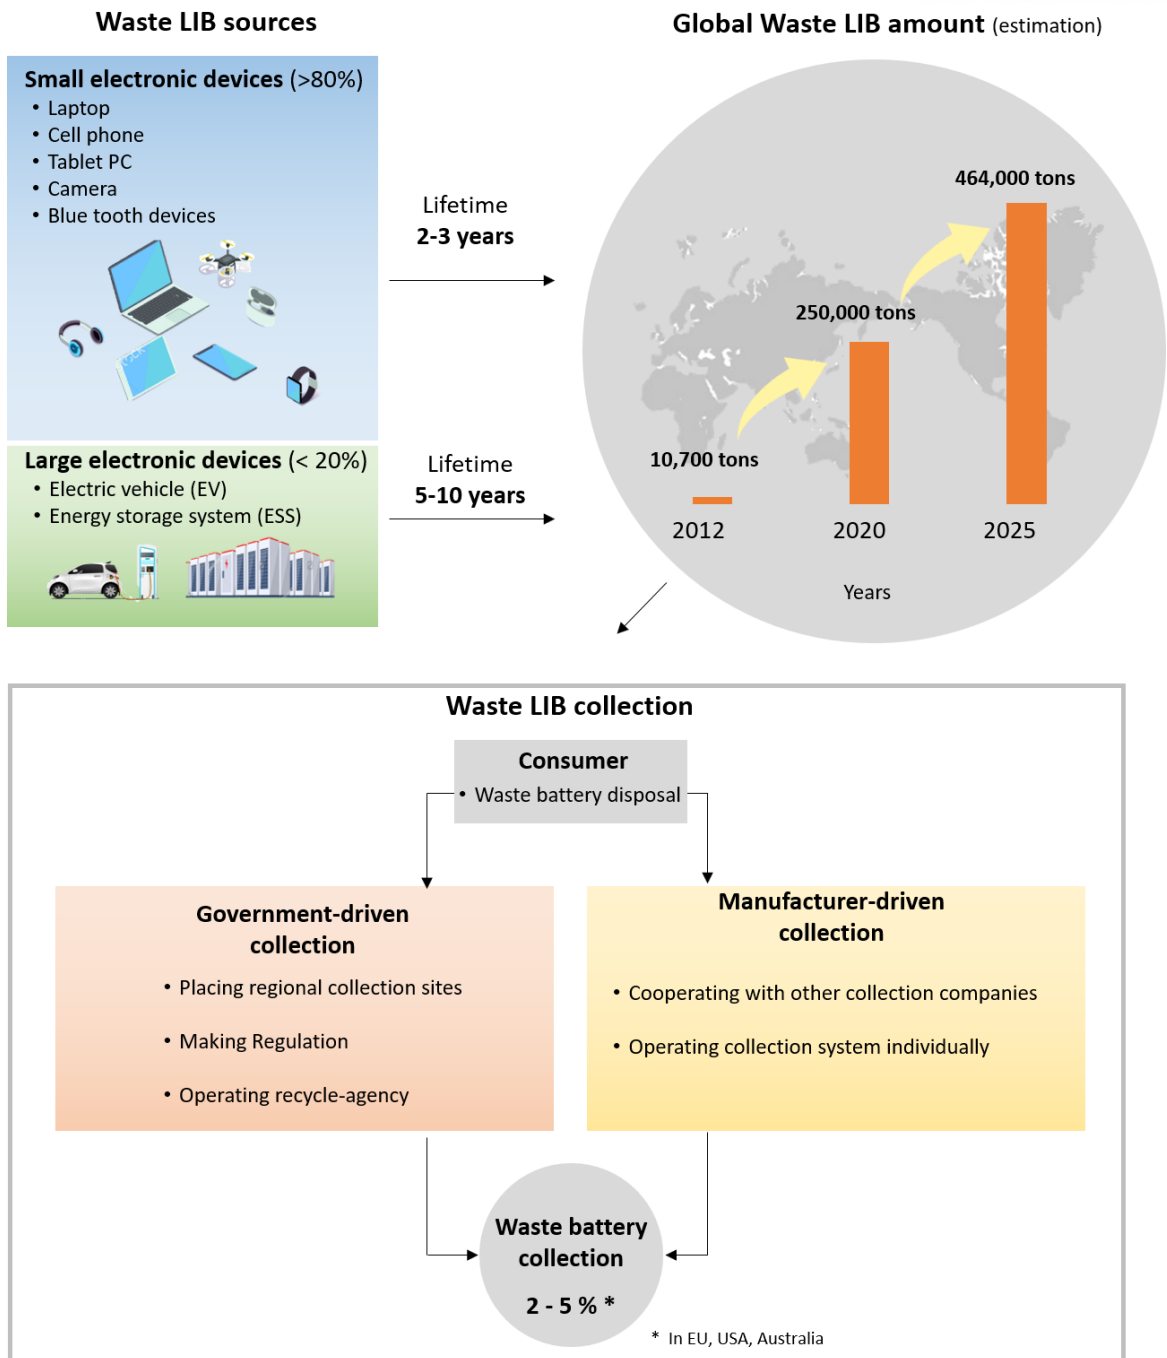 Waste LIB sources
Small electronic devices (>80%)
• Laptop
• Cell phone
• Tablet PC
• Camera
• Blue tooth devices
Lifetime
2-3 years
Large electronic devices (< 20%)
• Electric vehicle (EV)
• Energy storage system (ESS)
Lifetime
5-10 years
Global Waste LIB amount (estimation)
464,000 tons
250,000 tons
10,700 tons
2012
2020
2025
Years
Waste LIB collection
Consumer
• Waste battery disposal
Government-driven
collection
• Placing regional collection sites
• Making Regulation
• Operating recycle-agency
Manufacturer-driven
collection
• Cooperating with other collection companies
• Operating collection system individually
Waste battery
collection
2 - 5 % *
* In EU, USA, Australia